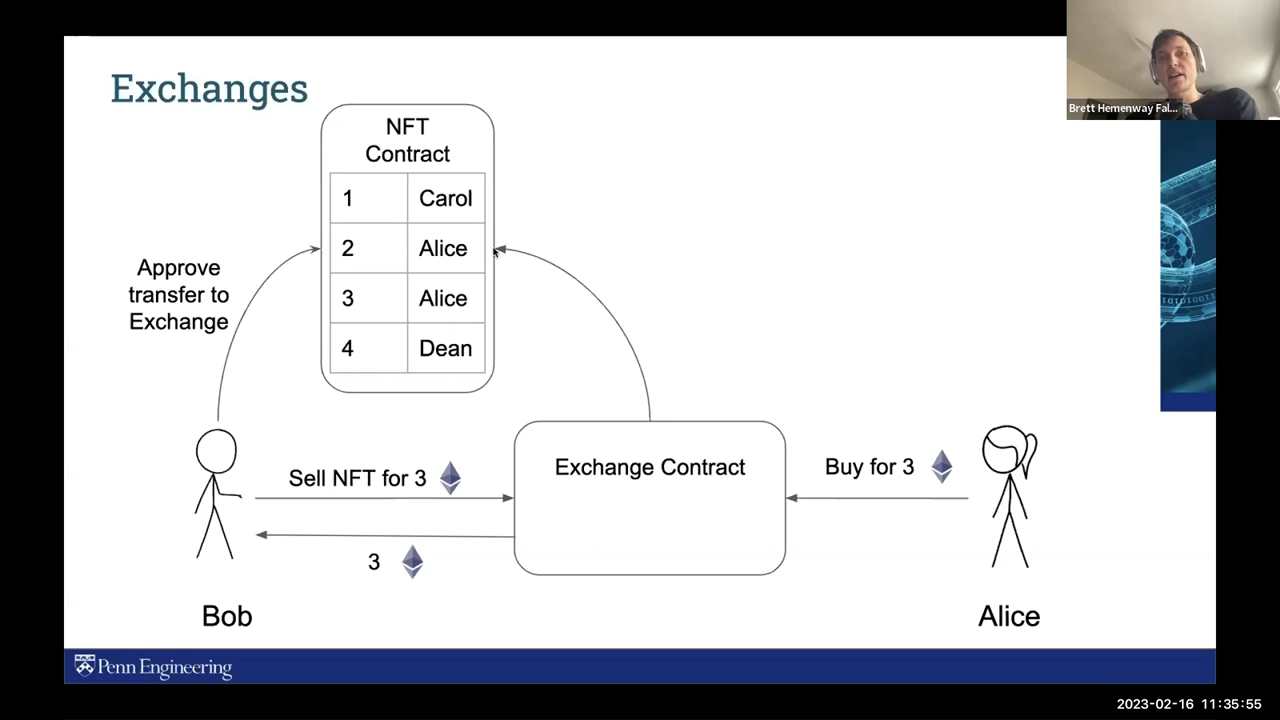 Exchanges
Brett Hemenway Fal...
NFT
Contract
1 Carol
2 Alice
3 Alice
4 Dean
Approve
transfer to
Exchange
Sell NFT for 3
Exchange Contract
Buy for 3
3
Bob
Alice
Penn Engineering
2023-02-16 11:35:55